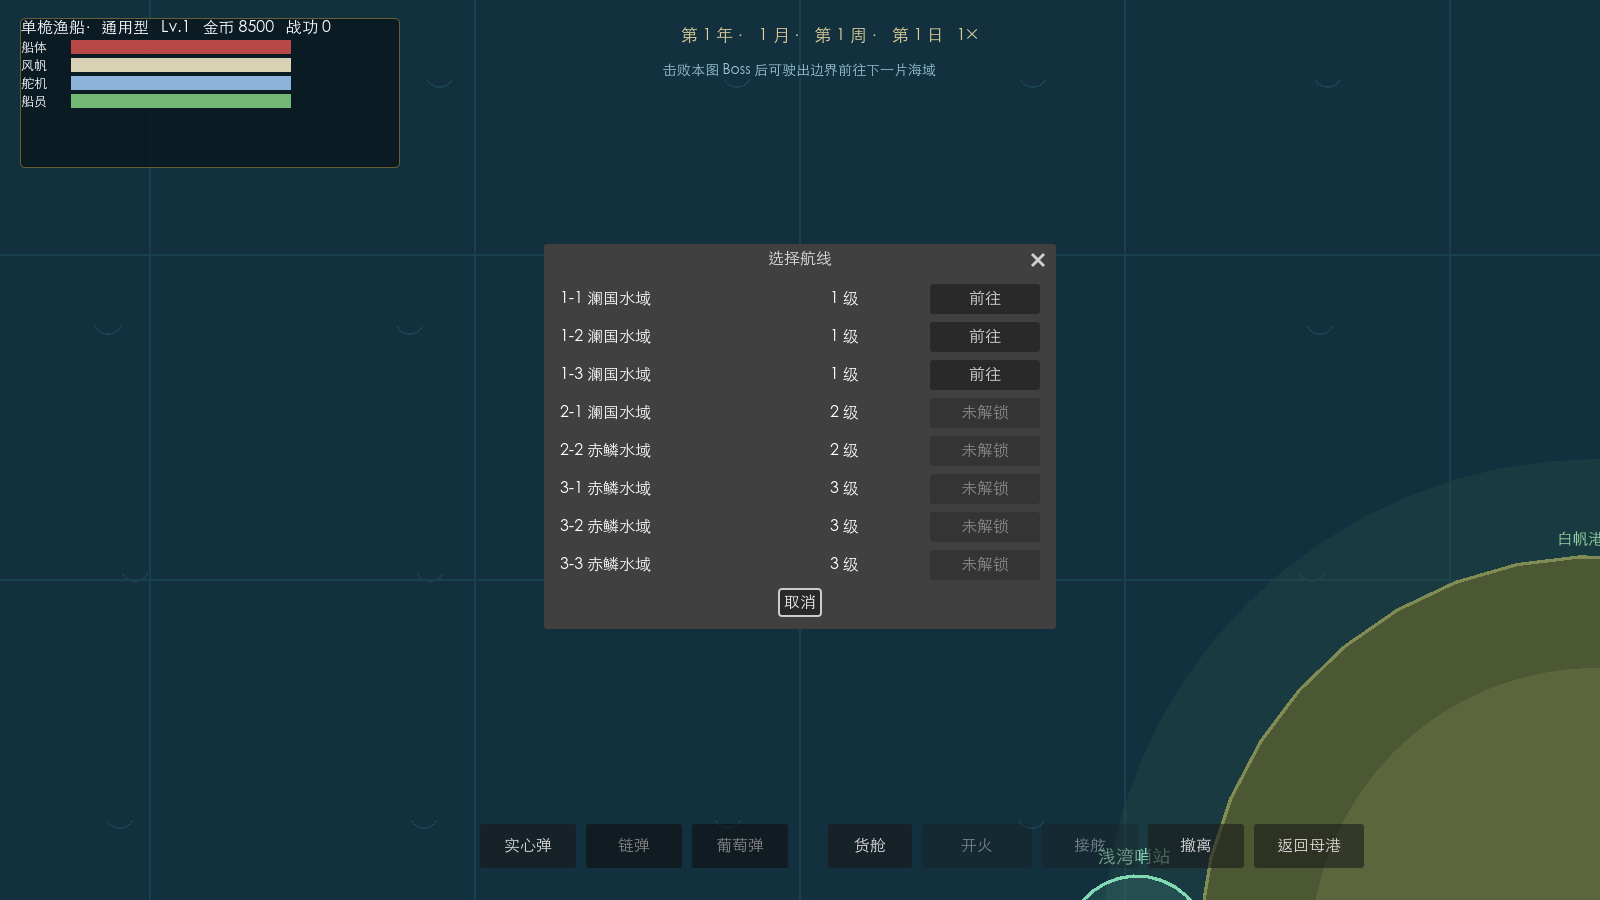 单桅渔船· 通用型 Lv.1 金币 8500 战功 0
船体
风帆
舵机
船员
第 1 年 · 1 月 · 第 1 周 · 第 1 日 1×
击败本图 Boss 后可驶出边界前往下一片海域
选择航线
1-1 澜国水域 1 级 前往
1-2 澜国水域 1 级 前往
1-3 澜国水域 1 级 前往
2-1 澜国水域 2 级 未解锁
2-2 赤鳞水域 2 级 未解锁
3-1 赤鳞水域 3 级 未解锁
3-2 赤鳞水域 3 级 未解锁
3-3 赤鳞水域 3 级 未解锁
取消
白帆港
实心弹 链弹 葡萄弹 货舱 开火 接舷 撤离 返回母港
浅湾哨站